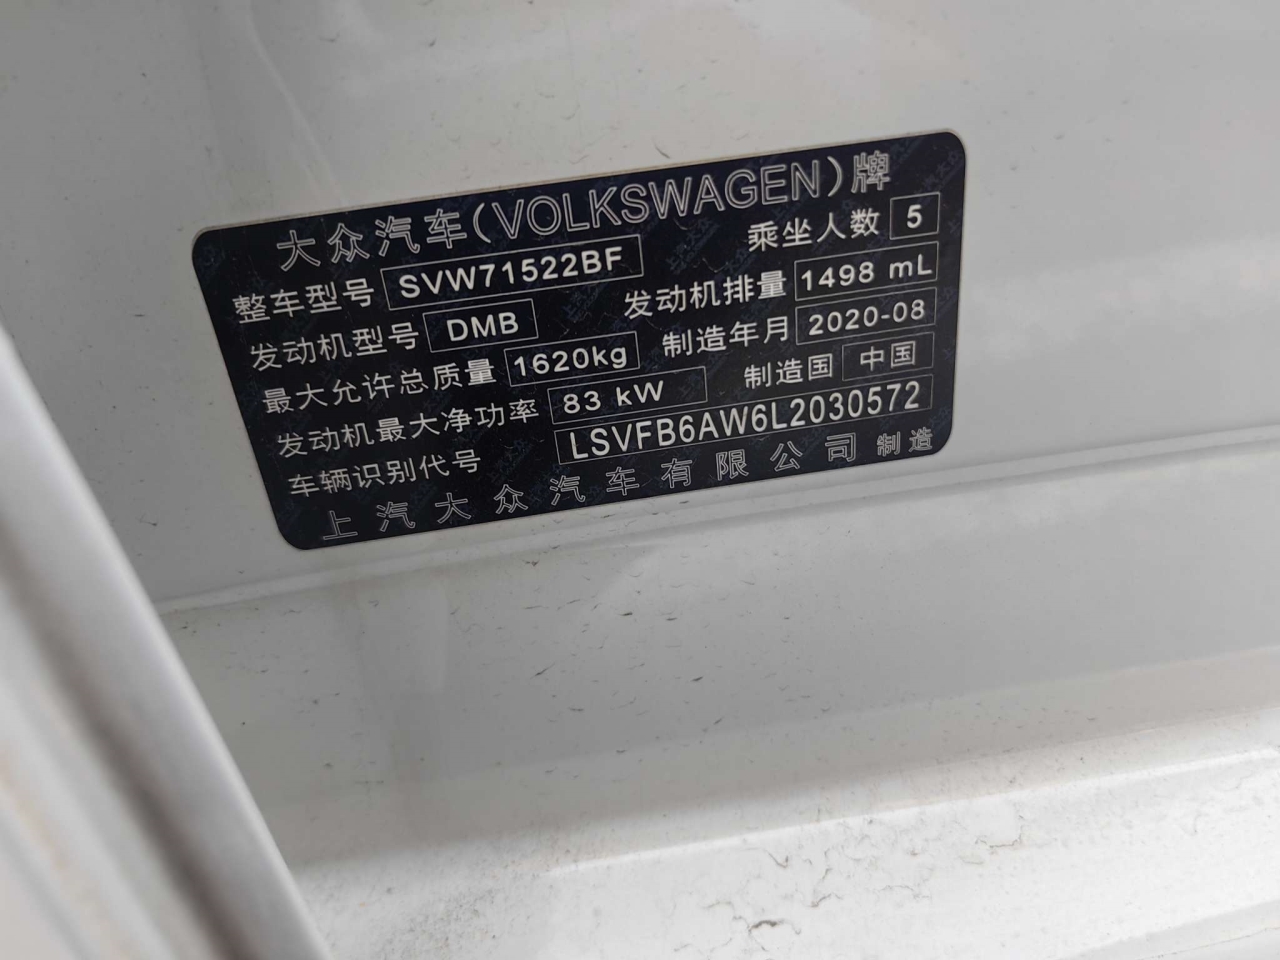 大众汽车(VOLKSWAGEN)牌
整车型号 SVW71522BF 乘坐人数 5
发动机型号 DMB 发动机排量 1498 mL
最大允许总质量 1620kg 制造年月 2020-08
发动机最大净功率 83 kW 制造国 中国
车辆识别代号 LSVFB6AW6L2030572
上汽大众汽车有限公司 制造